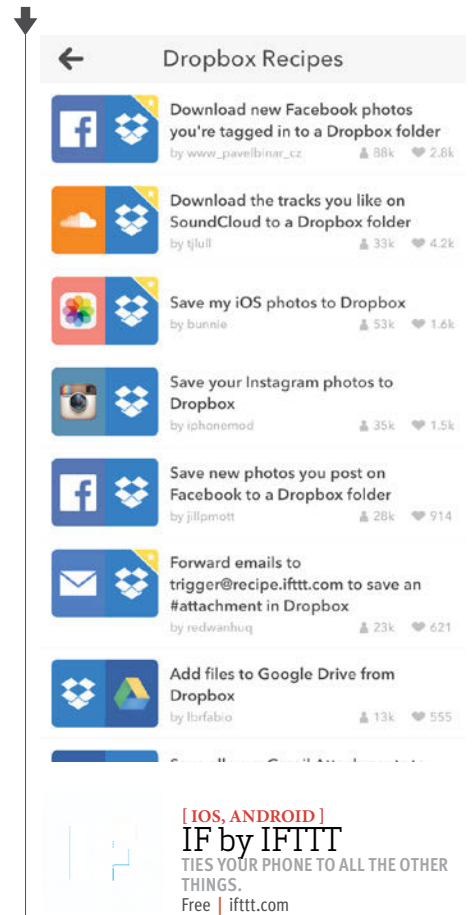 Dropbox Recipes
Download new Facebook photos
you're tagged in to a Dropbox folder
by www_pavelbinar_cz 88k 2.8k
Download the tracks you like on
SoundCloud to a Dropbox folder
by tjlull 33k 4.2k
Save my iOS photos to Dropbox
by bunnie 53k 1.6k
Save your Instagram photos to
Dropbox
by iphonemod 35k 1.5k
Save new photos you post on
Facebook to a Dropbox folder
by jillpmott 28k 914
Forward emails to
trigger@recipe.ifttt.com to save an
#attachment in Dropbox
by redwanhuq 23k 621
Add files to Google Drive from
Dropbox
by lbrfabio 13k 555
[ IOS, ANDROID ]
IF by IFTTT
TIES YOUR PHONE TO ALL THE OTHER
THINGS.
Free | ifttt.com